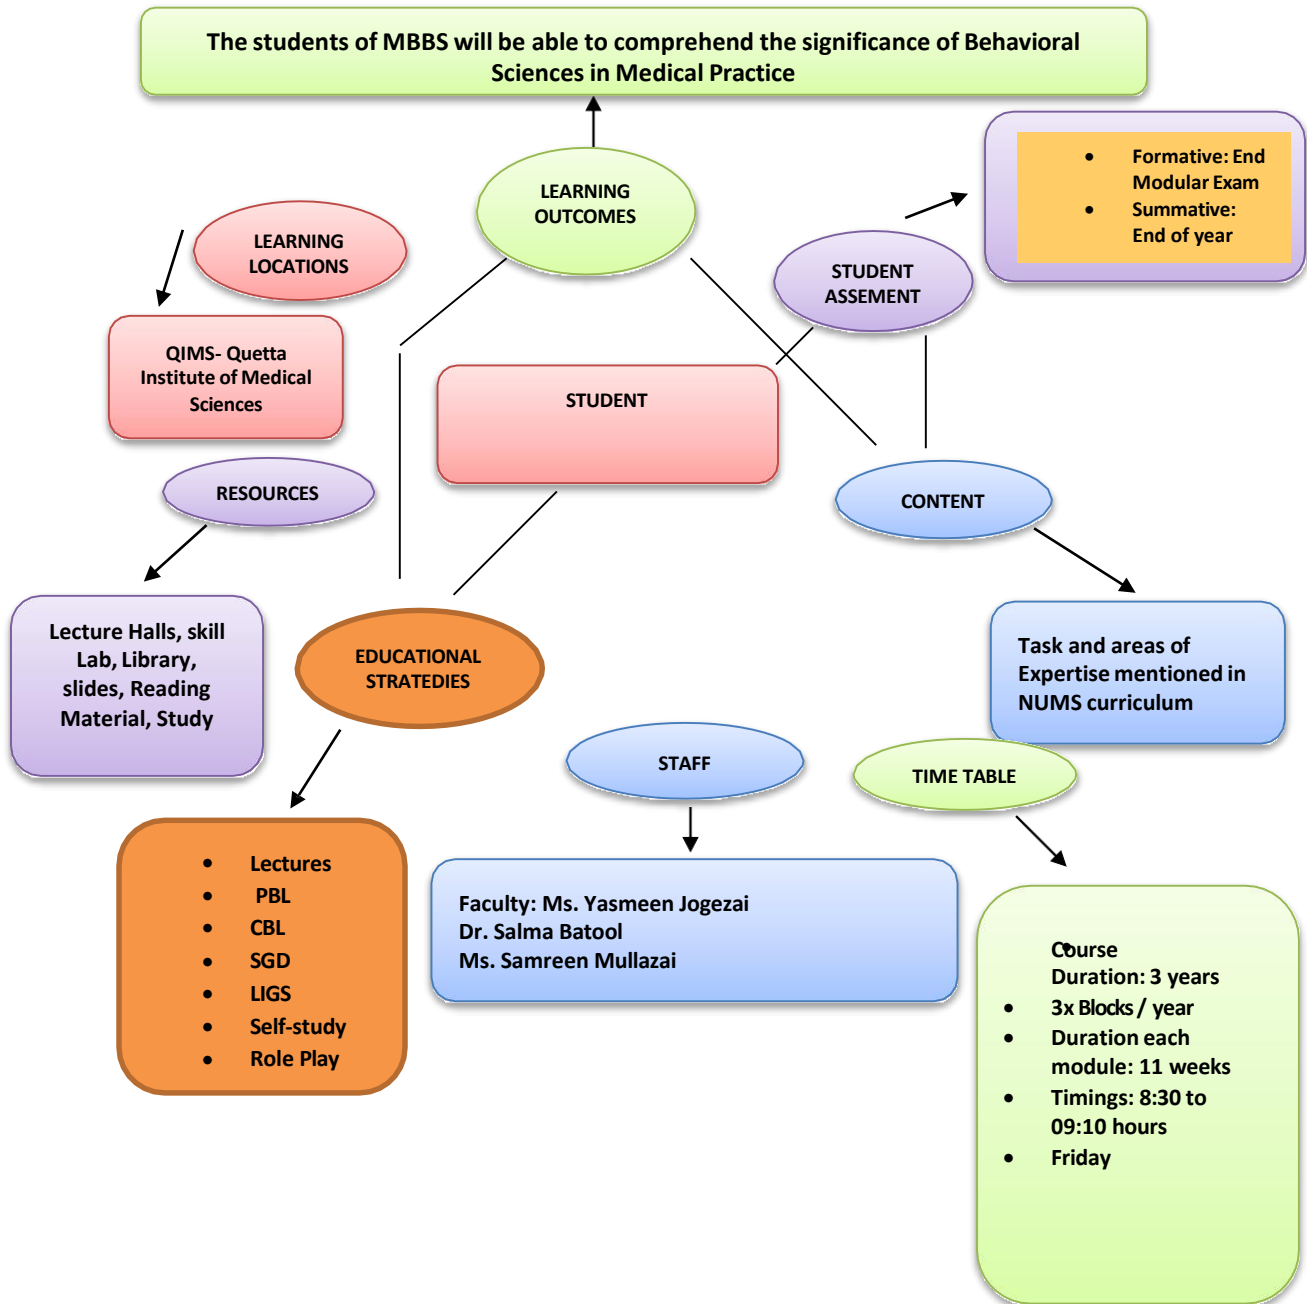 The students of MBBS will be able to comprehend the significance of Behavioral
Sciences in Medical Practice
LEARNING
OUTCOMES
• Formative: End
Modular Exam
• Summative:
End of year
LEARNING
LOCATIONS
STUDENT
ASSEMENT
QIMS- Quetta
Institute of Medical
Sciences
STUDENT
RESOURCES
CONTENT
Lecture Halls, skill
Lab, Library,
slides, Reading
Material, Study
EDUCATIONAL
STRATEDIES
Task and areas of
Expertise mentioned in
NUMS curriculum
STAFF
TIME TABLE
• Lectures
• PBL
• CBL
• SGD
• LIGS
• Self-study
• Role Play
Faculty: Ms. Yasmeen Jogezai
Dr. Salma Batool
Ms. Samreen Mullazai
• Course
Duration: 3 years
• 3x Blocks / year
• Duration each
module: 11 weeks
• Timings: 8:30 to
09:10 hours
• Friday